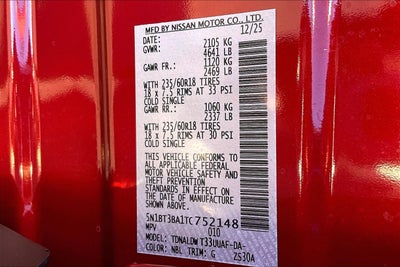 MFD BY NISSAN MOTOR CO., LTD.
DATE: 12/25
GVWR: 2105 KG
4641 LB
GAWR FR.: 1120 KG
2469 LB
WITH 235/60R18 TIRES
18 x 7.5 RIMS AT 33 PSI
COLD SINGLE
GAWR RR.: 1060 KG
2337 LB
WITH 235/60R18 TIRES
18 x 7.5 RIMS AT 30 PSI
COLD SINGLE
THIS VEHICLE CONFORMS TO
ALL APPLICABLE FEDERAL
MOTOR VEHICLE SAFETY AND
THEFT PREVENTION
STANDARDS IN EFFECT ON
THE DATE OF MANUFACTURE
SHOWN ABOVE.
5N1BT3BA1TC752148
MPV 010
MODEL: TDNALDW T33UUAF-DA-
COLOR: NBL TRIM: G ZS30A